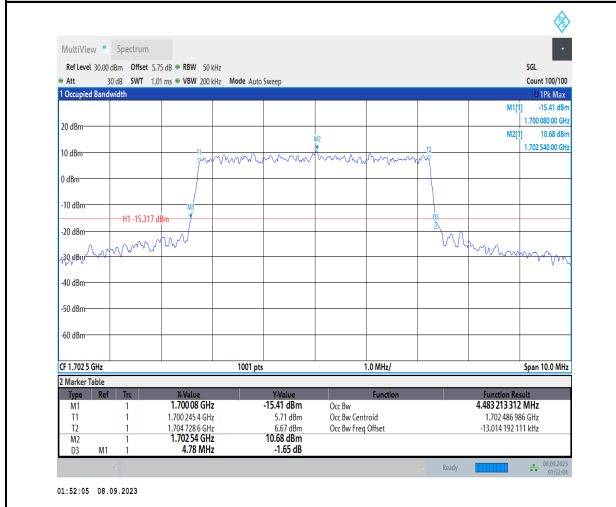 MultiView Spectrum
Ref Level 30.00 dBm Offset 5.75 dB RBW 50 kHz SGL
Att 30 dB SWT 1.01 ms VBW 200 kHz Mode Auto Sweep Count 100/100
1 Occupied Bandwidth 1Pk Max
M1[1] -15.41 dBm
1.700 080 00 GHz
M2[1] 10.68 dBm
1.702 540 00 GHz
20 dBm
M2
T1 T2
10 dBm
0 dBm
-10 dBm
M1
H1 -15.317 dBm
D3
-20 dBm
-30 dBm
-40 dBm
-50 dBm
-60 dBm
CF 1.702 5 GHz 1001 pts 1.0 MHz/ Span 10.0 MHz
2 Marker Table
Type Ref Trc X-Value Y-Value Function Function Result
M1 1 1.700 08 GHz -15.41 dBm Occ Bw 4.483 213 312 MHz
T1 1 1.700 245 4 GHz 5.71 dBm Occ Bw Centroid 1.702 486 986 GHz
T2 1 1.704 728 6 GHz 6.67 dBm Occ Bw Freq Offset -13.014 192 111 kHz
M2 1 1.702 54 GHz 10.68 dBm
D3 M1 1 4.78 MHz -1.65 dB
Ready 08.09.2023
01:52:04
01:52:05 08.09.2023